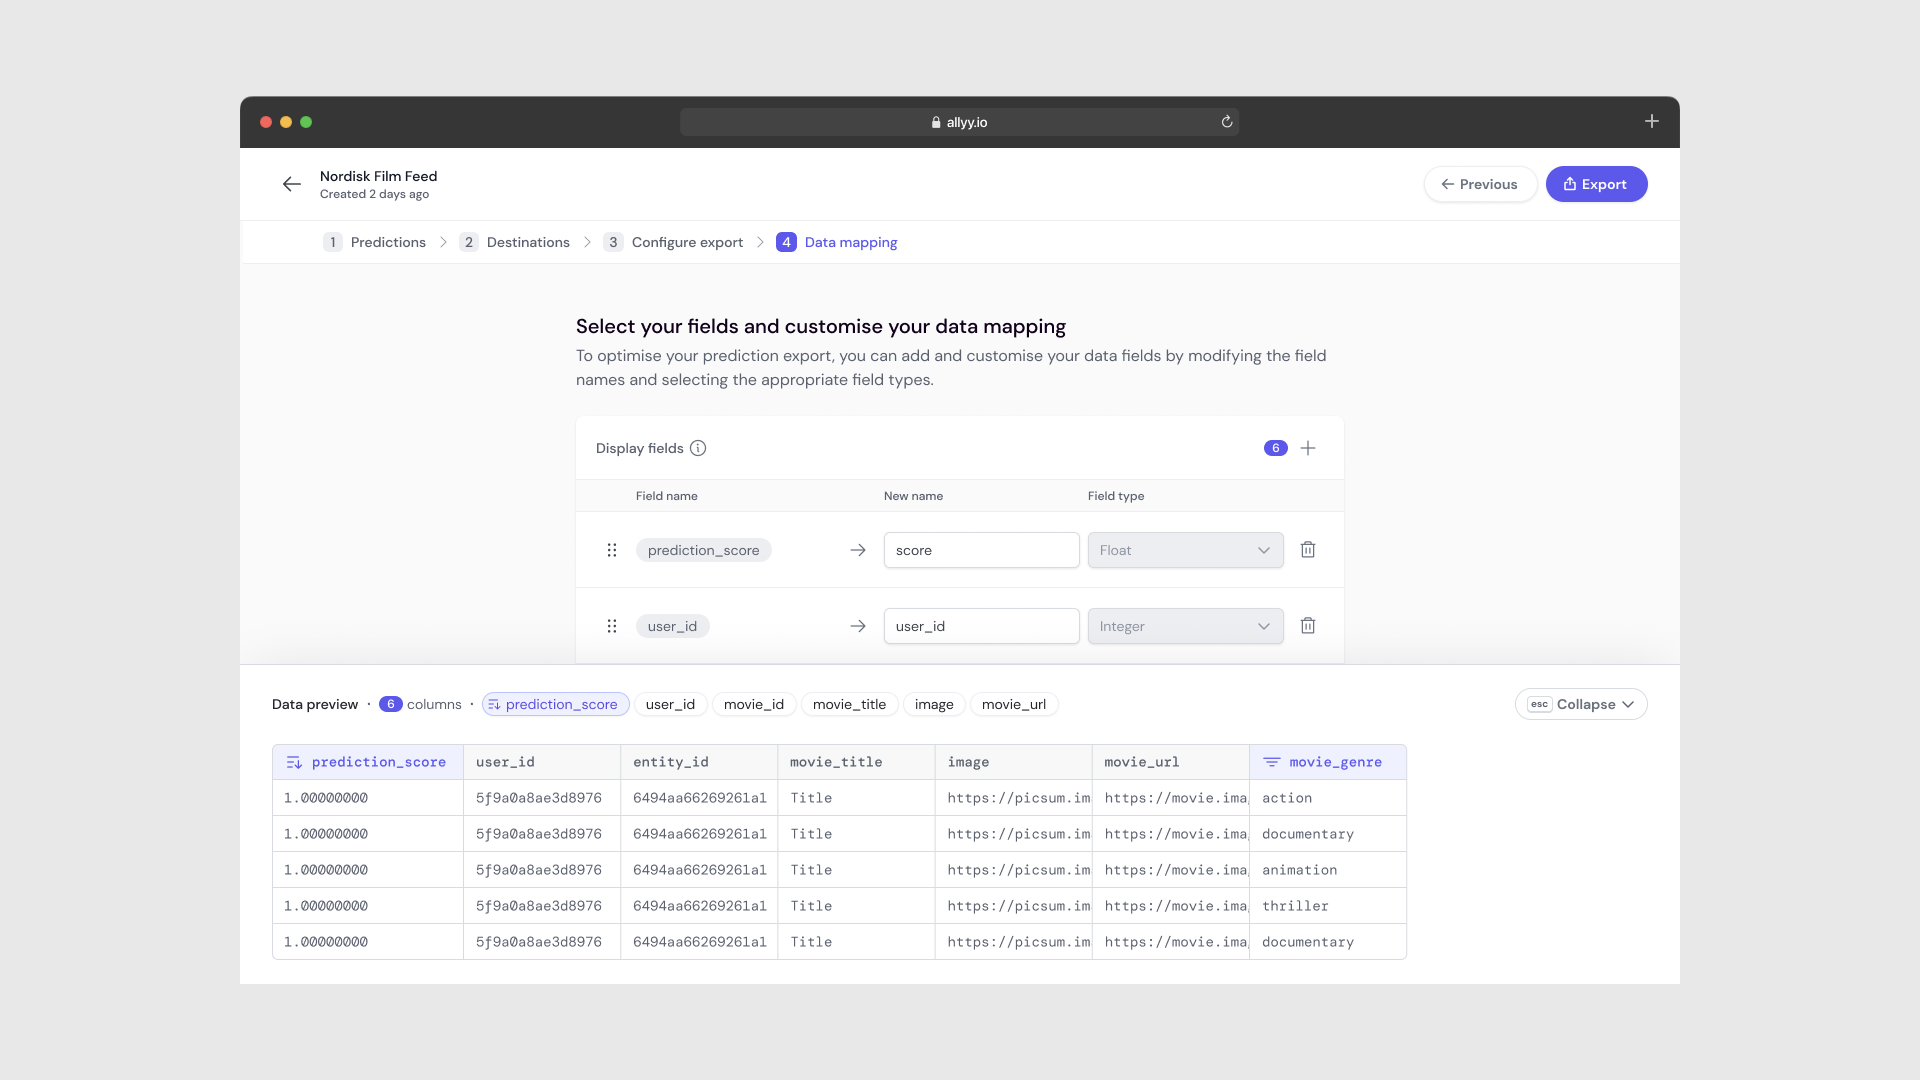 allyy.io
Nordisk Film Feed
Created 2 days ago
Previous
Export
1 Predictions 2 Destinations 3 Configure export 4 Data mapping
Select your fields and customise your data mapping
To optimise your prediction export, you can add and customise your data fields by modifying the field
names and selecting the appropriate field types.
Display fields 6
Field name New name Field type
prediction_score score Float
user_id user_id Integer
Data preview · 6 columns · prediction_score user_id movie_id movie_title image movie_url esc Collapse
prediction_score user_id entity_id movie_title image movie_url movie_genre
1.00000000 5f9a0a8ae3d8976 6494aa66269261a1 Title https://picsum.im https://movie.ima action
1.00000000 5f9a0a8ae3d8976 6494aa66269261a1 Title https://picsum.im https://movie.ima documentary
1.00000000 5f9a0a8ae3d8976 6494aa66269261a1 Title https://picsum.im https://movie.ima animation
1.00000000 5f9a0a8ae3d8976 6494aa66269261a1 Title https://picsum.im https://movie.ima thriller
1.00000000 5f9a0a8ae3d8976 6494aa66269261a1 Title https://picsum.im https://movie.ima documentary